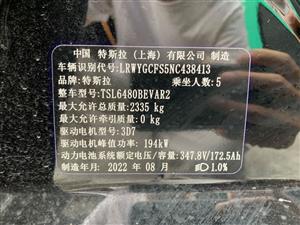 中国 特斯拉（上海）有限公司 制造
车辆识别代号:LRWYGCFS5NC438413
品牌:特斯拉 乘坐人数:5
整车型号:TSL6480BEVAR2
最大允许总质量:2335 kg
最大允许牵引质量:0 kg
驱动电机型号:3D7
驱动电机峰值功率:194kW
动力电池系统额定电压/容量:347.8V/172.5Ah
制造年月:2022 年 08 月 1.0%